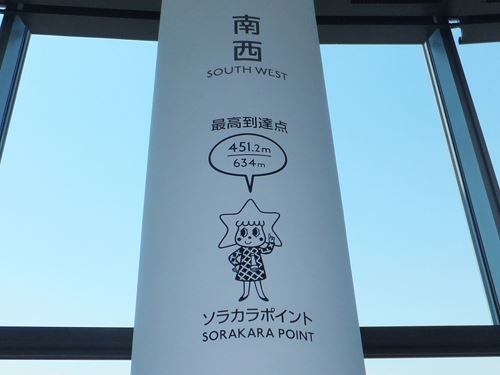 南
西
SOUTH WEST
最高到達点
451.2m
634m
ソラカラポイント
SORAKARA POINT